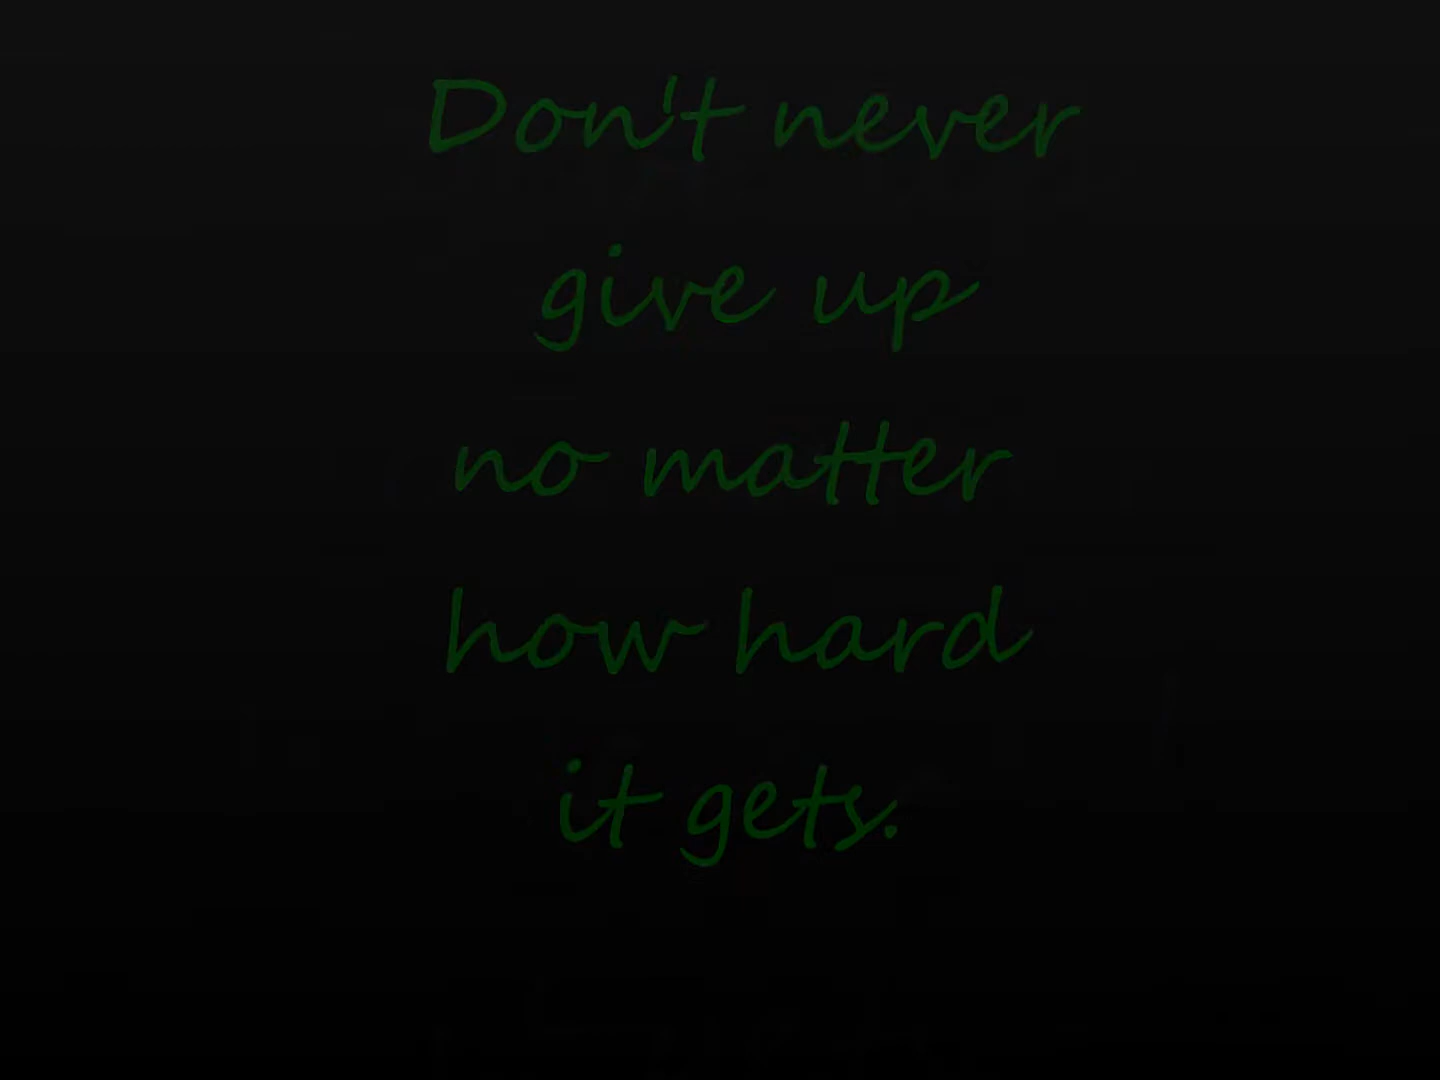 Don't never
give up
no matter
how hard
it gets.